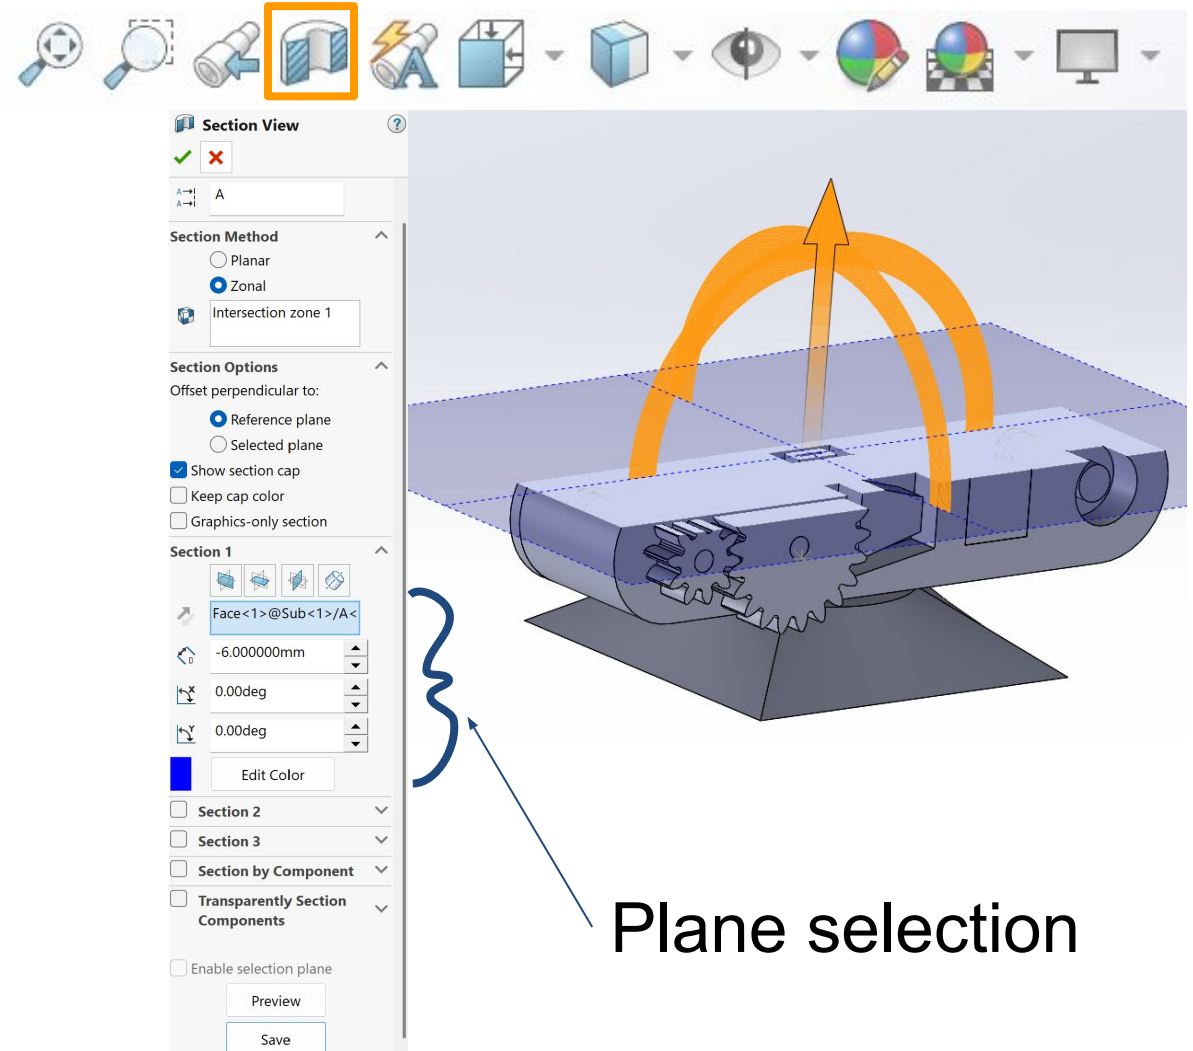 Section View
A
Section Method
Planar
Zonal
Intersection zone 1
Section Options
Offset perpendicular to:
Reference plane
Selected plane
Show section cap
Keep cap color
Graphics-only section
Section 1
Face<1>@Sub<1>/A<
-6.000000mm
0.00deg
0.00deg
Edit Color
Section 2
Section 3
Section by Component
Transparently Section
Components
Enable selection plane
Preview
Save
Plane selection